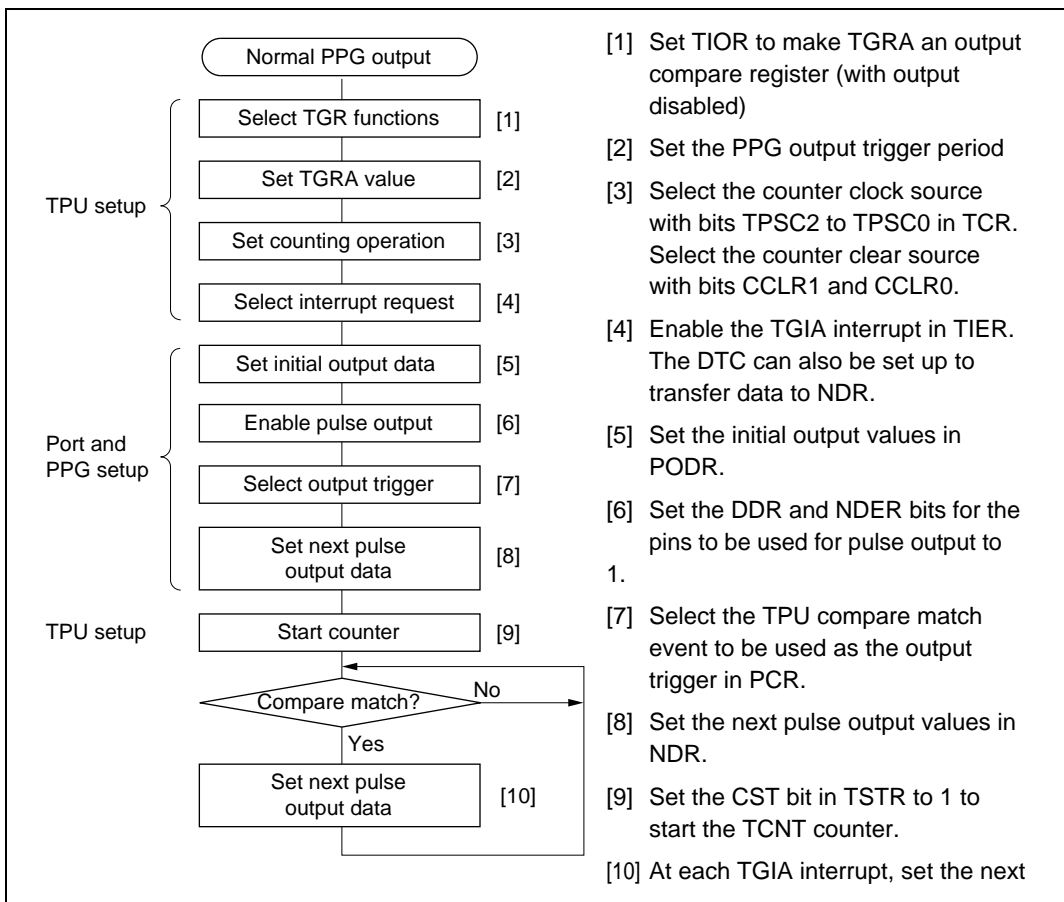 Normal PPG output
Select TGR functions [1]
Set TGRA value [2]
TPU setup
Set counting operation [3]
Select interrupt request [4]
Set initial output data [5]
Enable pulse output [6]
Port and
PPG setup
Select output trigger [7]
Set next pulse
output data [8]
TPU setup
Start counter [9]
Compare match?
No
Yes
Set next pulse
output data [10]
[1] Set TIOR to make TGRA an output
compare register (with output
disabled)
[2] Set the PPG output trigger period
[3] Select the counter clock source
with bits TPSC2 to TPSC0 in TCR.
Select the counter clear source
with bits CCLR1 and CCLR0.
[4] Enable the TGIA interrupt in TIER.
The DTC can also be set up to
transfer data to NDR.
[5] Set the initial output values in
PODR.
[6] Set the DDR and NDER bits for the
pins to be used for pulse output to
1.
[7] Select the TPU compare match
event to be used as the output
trigger in PCR.
[8] Set the next pulse output values in
NDR.
[9] Set the CST bit in TSTR to 1 to
start the TCNT counter.
[10] At each TGIA interrupt, set the next